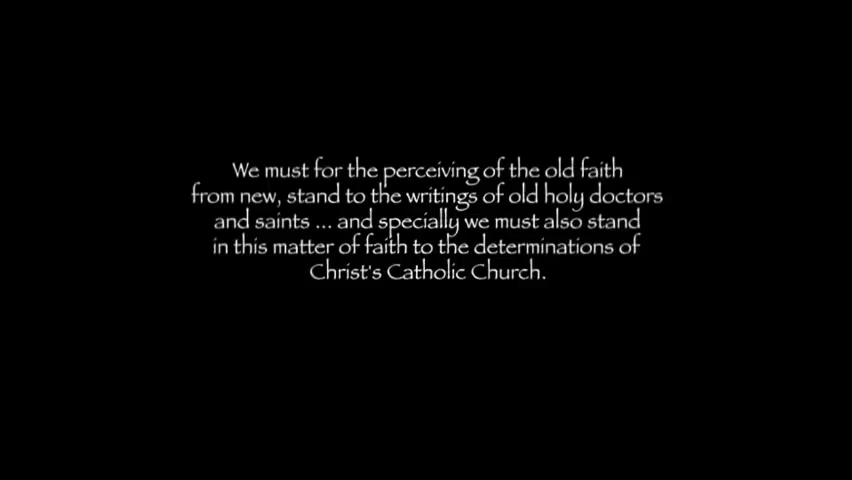 We must for the perceiving of the old faith
from new, stand to the writings of old holy doctors
and saints ... and specially we must also stand
in this matter of faith to the determinations of
Christ's Catholic Church.